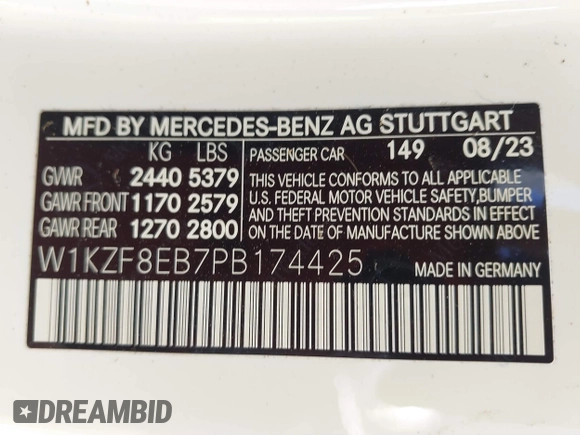 MFD BY MERCEDES-BENZ AG STUTTGART
KG LBS
GVWR 2440 5379
GAWR FRONT 1170 2579
GAWR REAR 1270 2800
PASSENGER CAR 149 08/23
THIS VEHICLE CONFORMS TO ALL APPLICABLE
U.S. FEDERAL MOTOR VEHICLE SAFETY, BUMPER
AND THEFT PREVENTION STANDARDS IN EFFECT
ON THE DATE OF MANUFACTURE SHOWN ABOVE
W1KZF8EB7PB174425
MADE IN GERMANY
DREAMBID